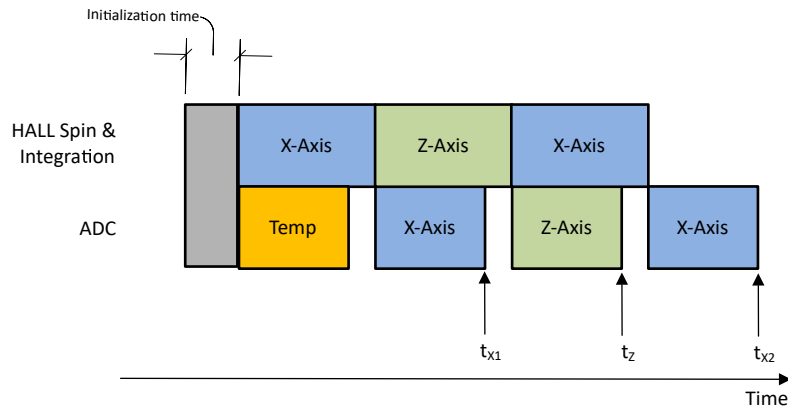 Initialization time
HALL Spin &
Integration
X-Axis
Z-Axis
X-Axis
ADC
Temp
X-Axis
Z-Axis
X-Axis
tX1
tZ
tX2
Time